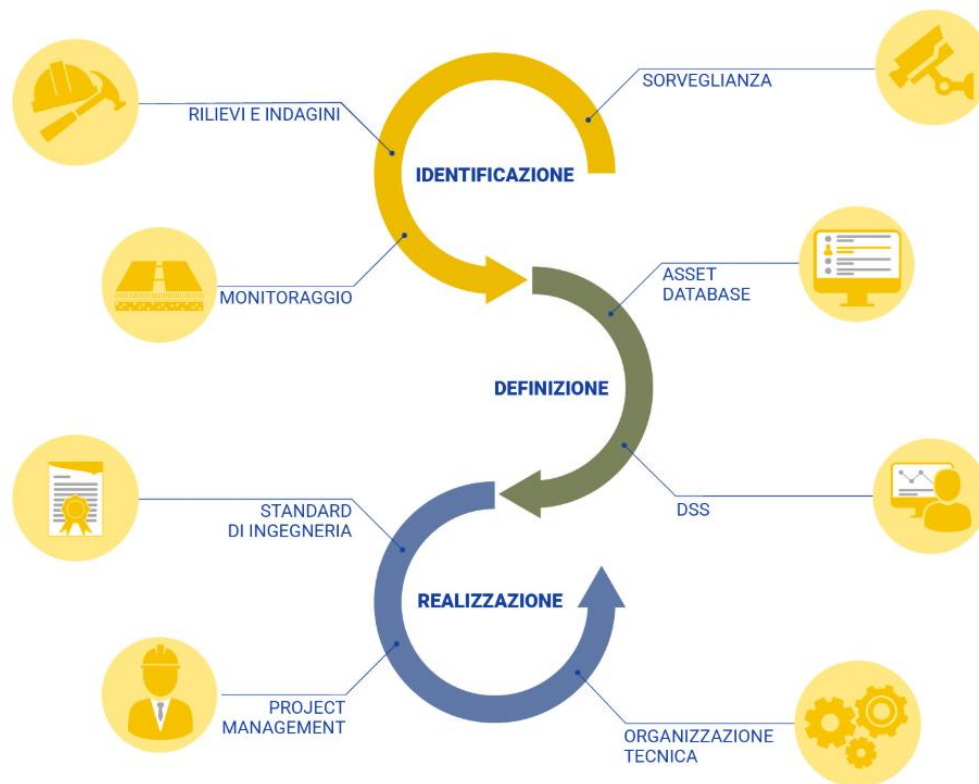 SORVEGLIANZA
RILIEVI E INDAGINI
IDENTIFICAZIONE
MONITORAGGIO
ASSET
DATABASE
DEFINIZIONE
STANDARD
DI INGEGNERIA
DSS
REALIZZAZIONE
PROJECT
MANAGEMENT
ORGANIZZAZIONE
TECNICA